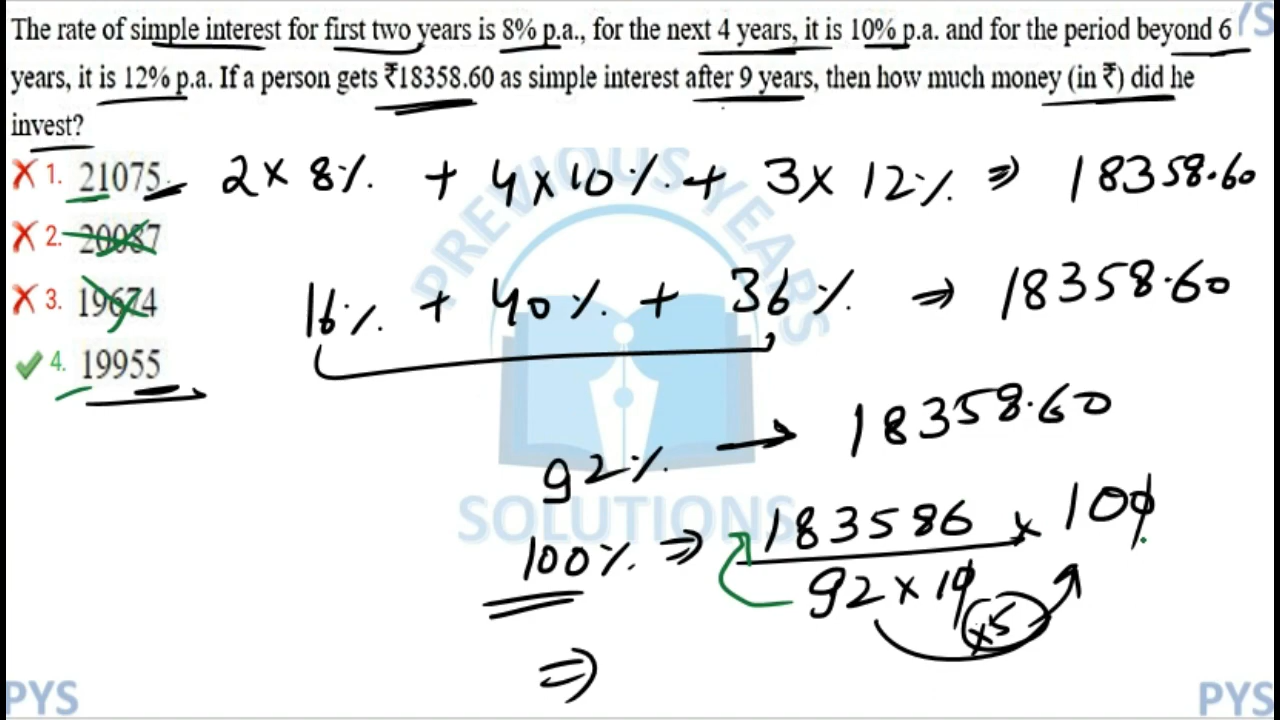 The rate of simple interest for first two years is 8% p.a., for the next 4 years, it is 10% p.a. and for the period beyond 6
years, it is 12% p.a. If a person gets ₹18358.60 as simple interest after 9 years, then how much money (in ₹) did he
invest?
1. 21075
2 × 8% + 4×10% + 3× 12% ⇒ 18358.60
2. 20087
3. 19674
16% + 40% + 36% ⇒ 18358.60
4. 19955
92% → 18358.60
100% ⇒ 183586 × 100
92 × 10
×5
⇒
PREVIOUS YEARS
SOLUTIONS
YS
PYS
PYS